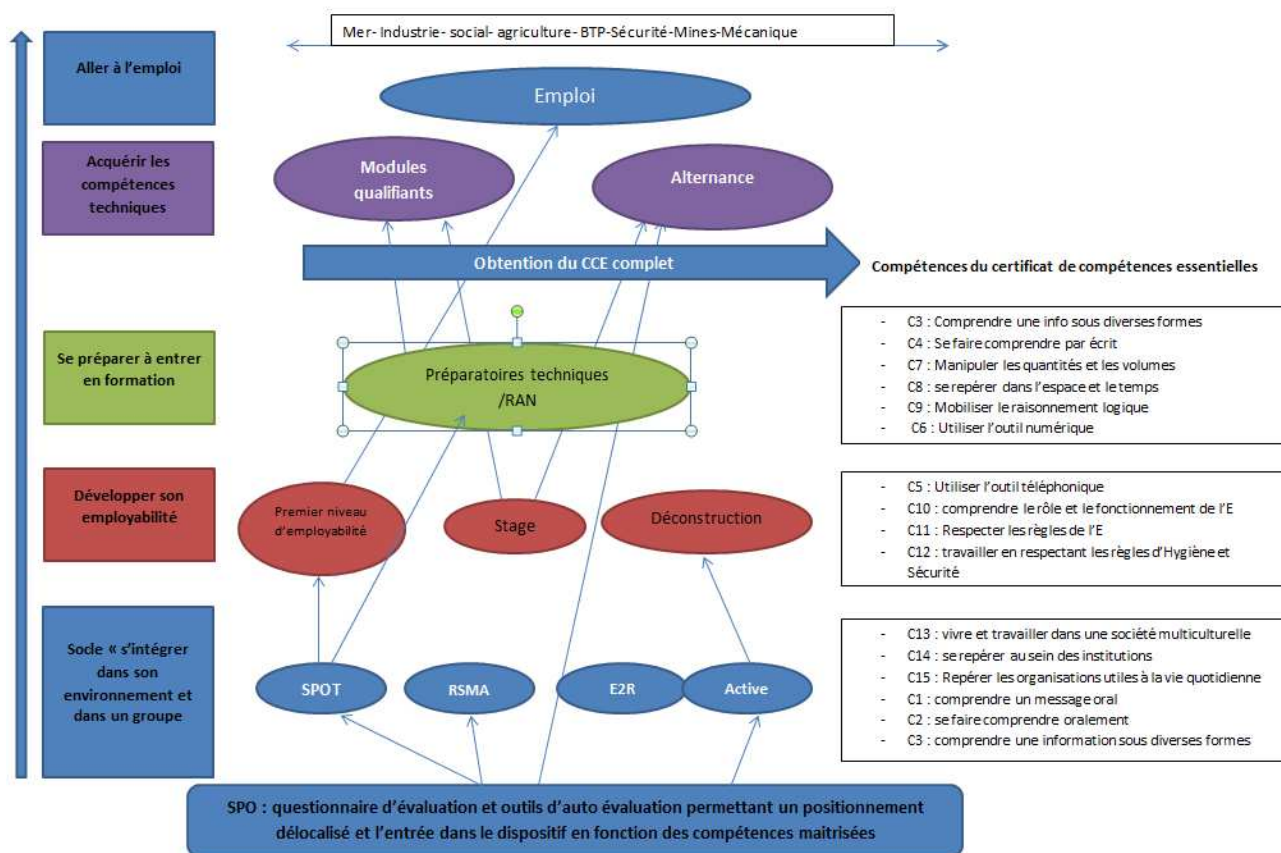 Mer- Industrie- social- agriculture- BTP-Sécurité-Mines-Mécanique
Aller à l'emploi
Emploi
Acquérir les
compétences
techniques
Modules
qualifiants
Alternance
Obtention du CCE complet
Compétences du certificat de compétences essentielles
Se préparer à entrer
en formation
Préparatoires techniques
/RAN
- C3 : Comprendre une info sous diverses formes
- C4 : Se faire comprendre par écrit
- C7 : Manipuler les quantités et les volumes
- C8 : se repérer dans l'espace et le temps
- C9 : Mobiliser le raisonnement logique
- C6 : Utiliser l'outil numérique
Développer son
employabilité
Premier niveau
d'employabilité
Stage
Déconstruction
- C5 : Utiliser l'outil téléphonique
- C10 : comprendre le rôle et le fonctionnement de l'E
- C11 : Respecter les règles de l'E
- C12 : travailler en respectant les règles d'Hygiène et
Sécurité
Socle « s'intégrer
dans son
environnement et
dans un groupe
SPOT
RSMA
E2R
Active
- C13 : vivre et travailler dans une société multiculturelle
- C14 : se repérer au sein des institutions
- C15 : Repérer les organisations utiles à la vie quotidienne
- C1 : comprendre un message oral
- C2 : se faire comprendre oralement
- C3 : comprendre une information sous diverses formes
SPO : questionnaire d'évaluation et outils d'auto évaluation permettant un positionnement
délocalisé et l'entrée dans le dispositif en fonction des compétences maitrisées